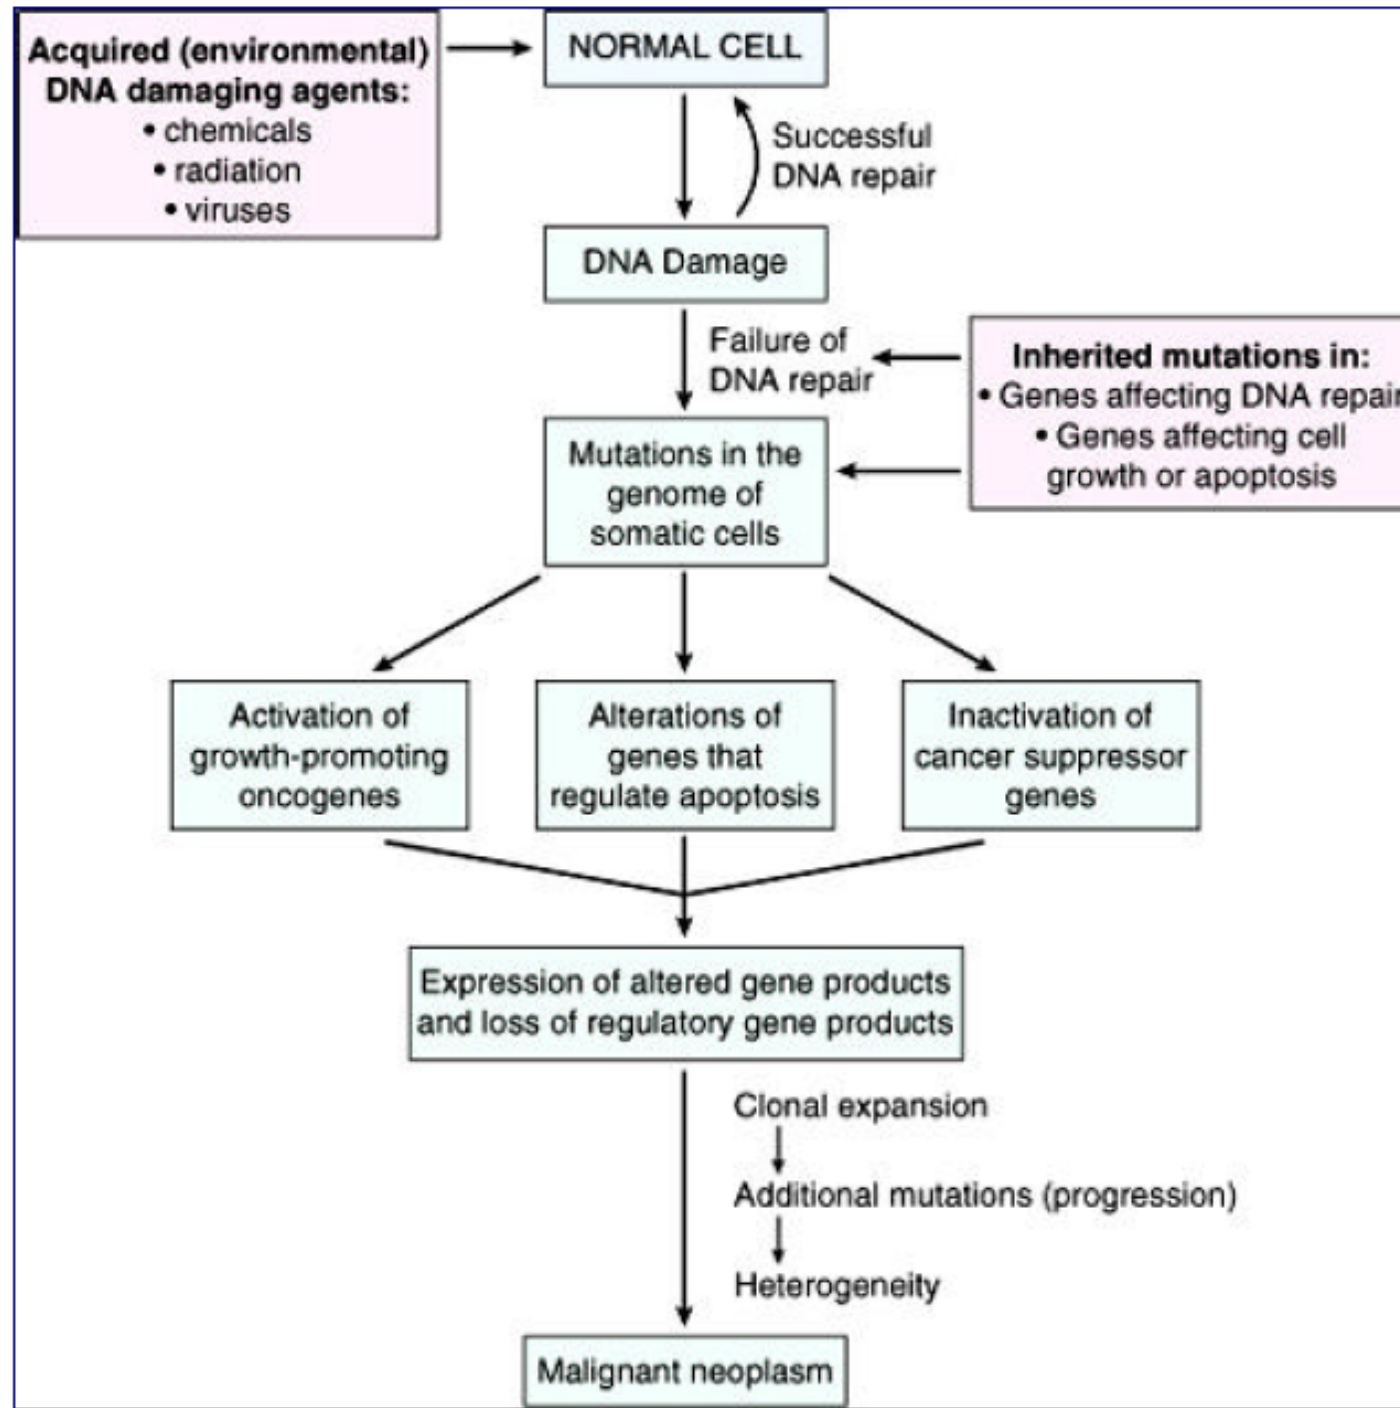 Acquired (environmental)
DNA damaging agents:
• chemicals
• radiation
• viruses
NORMAL CELL
Successful
DNA repair
DNA Damage
Failure of
DNA repair
Inherited mutations in:
• Genes affecting DNA repair
• Genes affecting cell
growth or apoptosis
Mutations in the
genome of
somatic cells
Activation of
growth-promoting
oncogenes
Alterations of
genes that
regulate apoptosis
Inactivation of
cancer suppressor
genes
Expression of altered gene products
and loss of regulatory gene products
Clonal expansion
Additional mutations (progression)
Heterogeneity
Malignant neoplasm